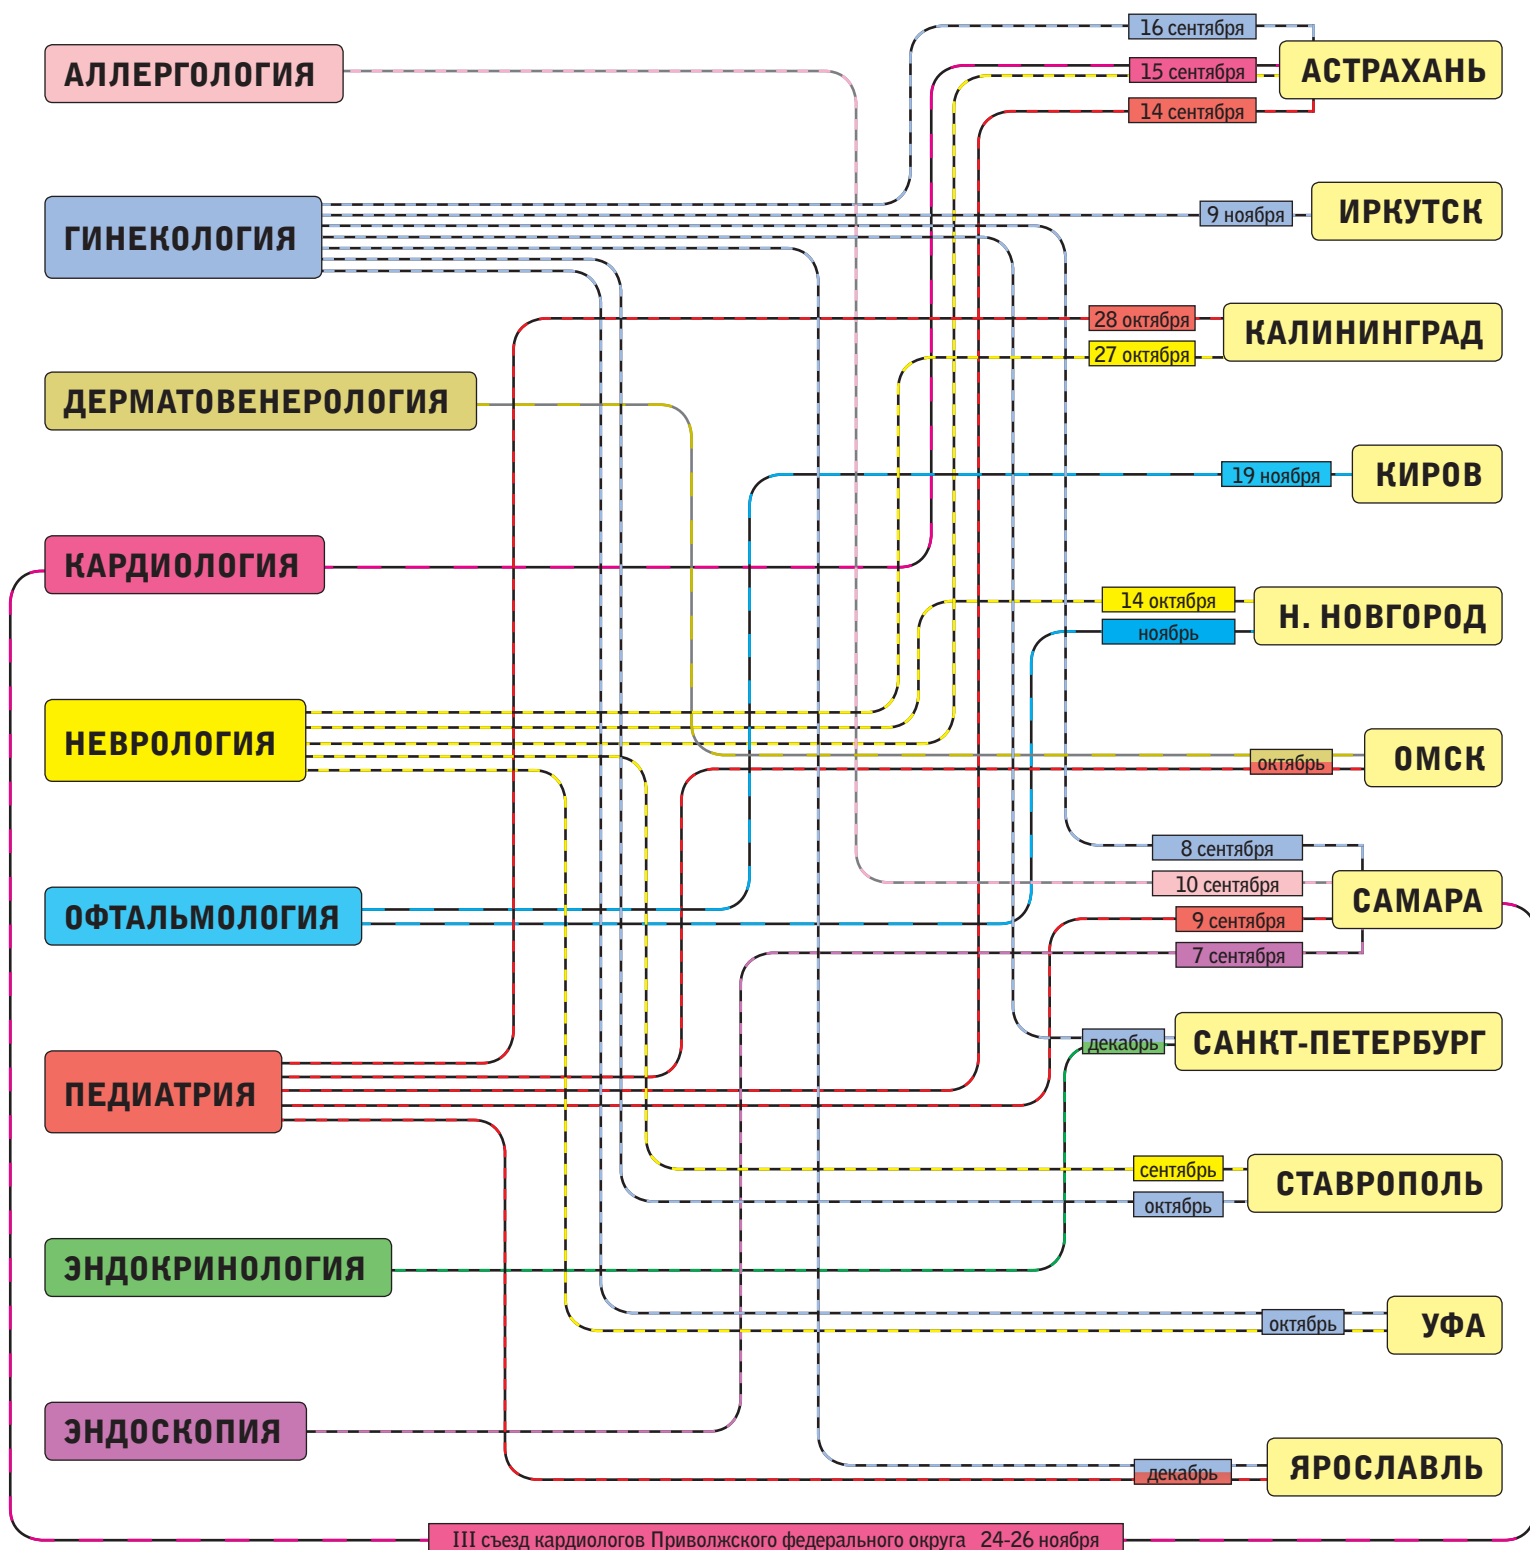 АЛЛЕРГОЛОГИЯ
ГИНЕКОЛОГИЯ
ДЕРМАТОВЕНЕРОЛОГИЯ
КАРДИОЛОГИЯ
НЕВРОЛОГИЯ
ОФТАЛЬМОЛОГИЯ
ПЕДИАТРИЯ
ЭНДОКРИНОЛОГИЯ
ЭНДОСКОПИЯ
16 сентября
15 сентября
14 сентября
АСТРАХАНЬ
9 ноября
ИРКУТСК
28 октября
27 октября
КАЛИНИНГРАД
19 ноября
КИРОВ
14 октября
ноябрь
Н. НОВГОРОД
октябрь
ОМСК
8 сентября
10 сентября
9 сентября
7 сентября
САМАРА
декабрь
САНКТ-ПЕТЕРБУРГ
сентябрь
октябрь
СТАВРОПОЛЬ
октябрь
УФА
декабрь
ЯРОСЛАВЛЬ
III съезд кардиологов Приволжского федерального округа 24-26 ноября